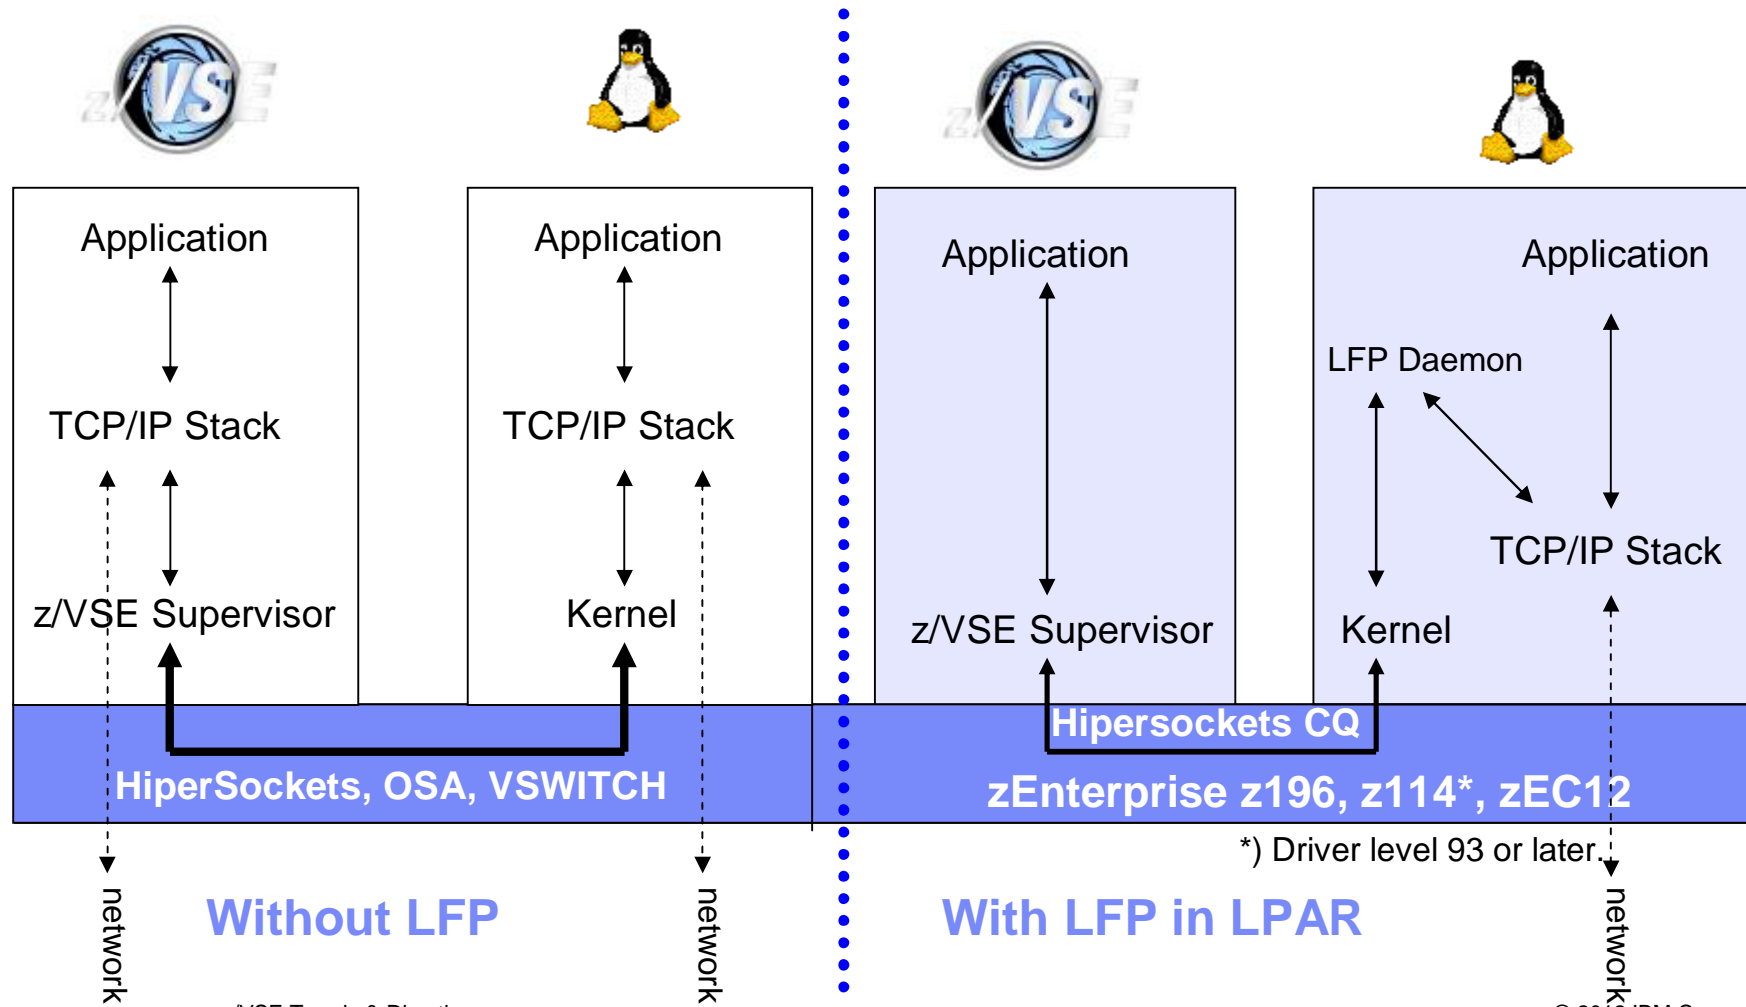 z/VSE
z/VSE
Application
Application
TCP/IP Stack
TCP/IP Stack
z/VSE Supervisor
Kernel
HiperSockets, OSA, VSWITCH
network
network
Without LFP
Application
Application
LFP Daemon
TCP/IP Stack
z/VSE Supervisor
Kernel
Hipersockets CQ
zEnterprise z196, z114*, zEC12
*) Driver level 93 or later.
network
With LFP in LPAR